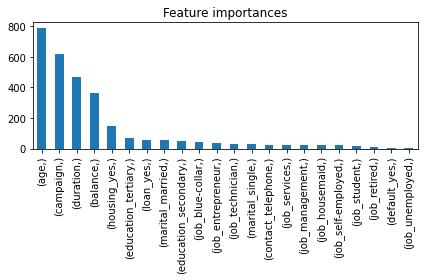 Feature importances
800
600
400
200
0
(age,)
(campaign,)
(duration,)
(balance,)
(housing_yes,)
(education_tertiary,)
(loan_yes,)
(marital_married,)
(education_secondary,)
(job_blue-collar,)
(job_entrepreneur,)
(job_technician,)
(marital_single,)
(contact_telephone,)
(job_services,)
(job_management,)
(job_housemaid,)
(job_self-employed,)
(job_student,)
(job_retired,)
(default_yes,)
(job_unemployed,)